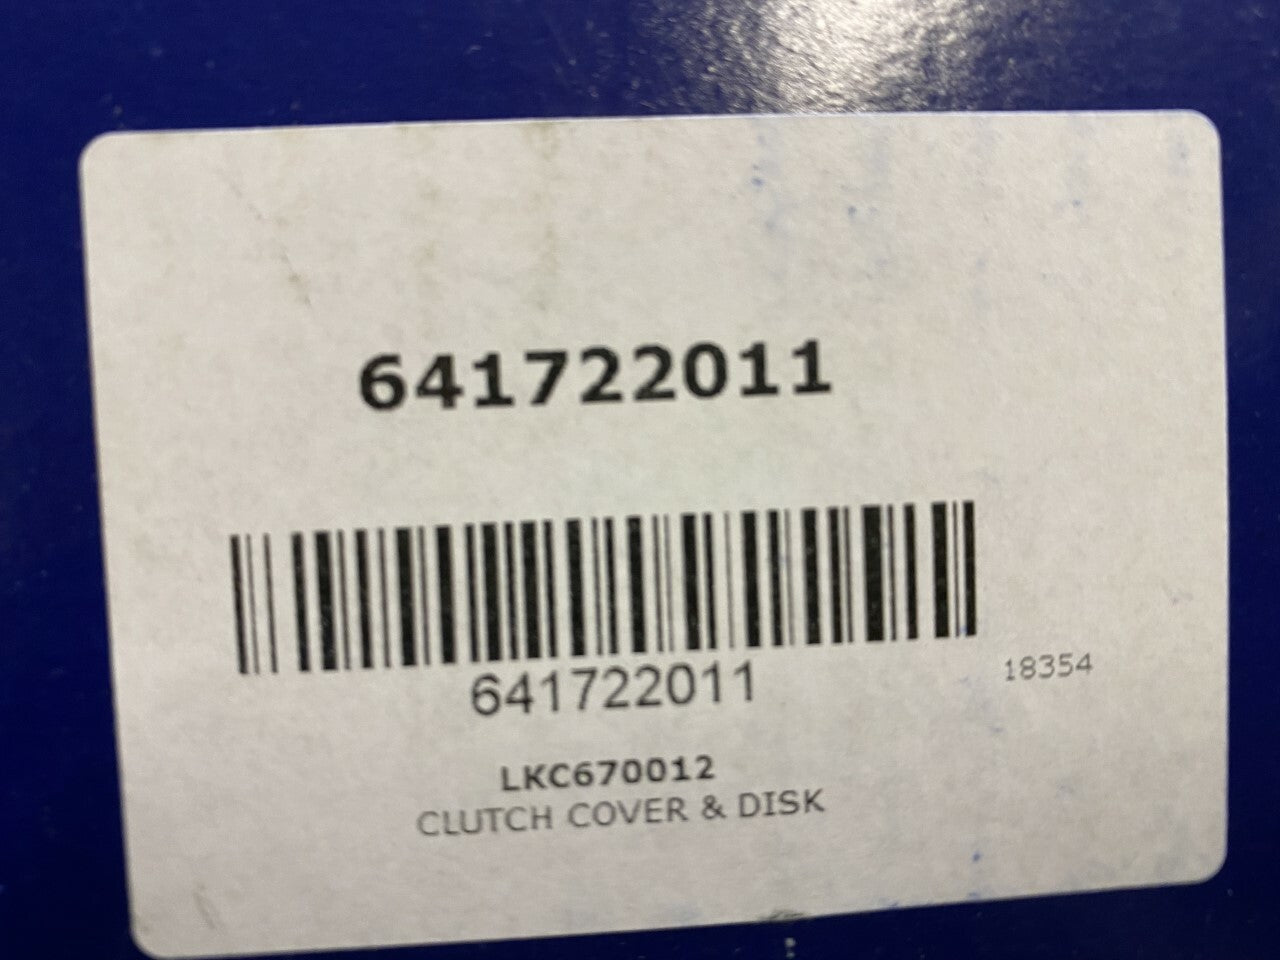 641722011
641722011
18354
LKC670012
CLUTCH COVER & DISK